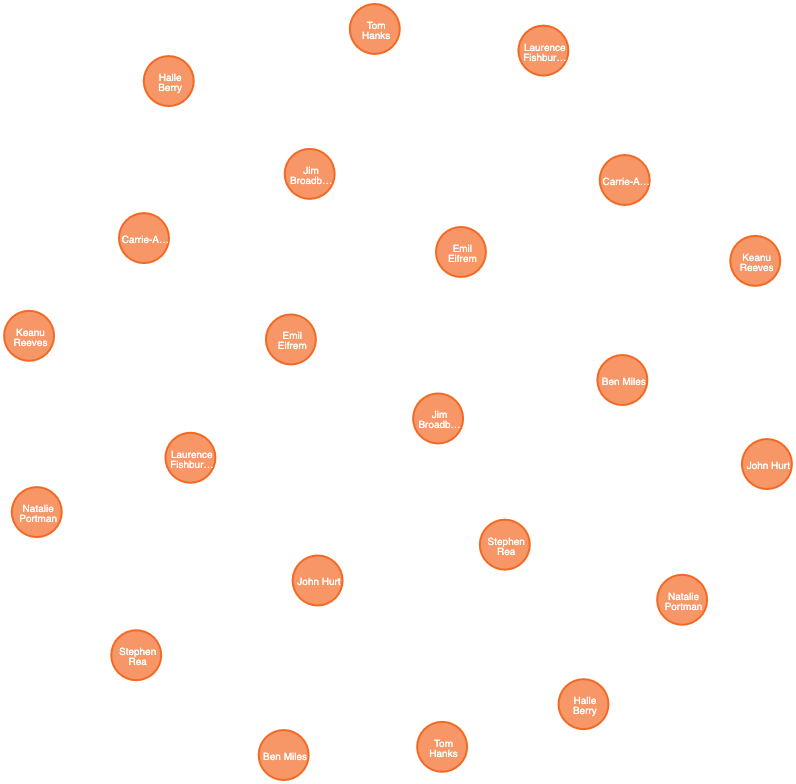 Tom
Hanks
Laurence
Fishbur...
Halle
Berry
Jim
Broadb...
Carrie-A...
Carrie-A...
Emil
Eifrem
Keanu
Reeves
Keanu
Reeves
Emil
Eifrem
Ben Miles
Jim
Broadb...
Laurence
Fishbur...
John Hurt
Natalie
Portman
Stephen
Rea
John Hurt
Natalie
Portman
Stephen
Rea
Halle
Berry
Tom
Hanks
Ben Miles